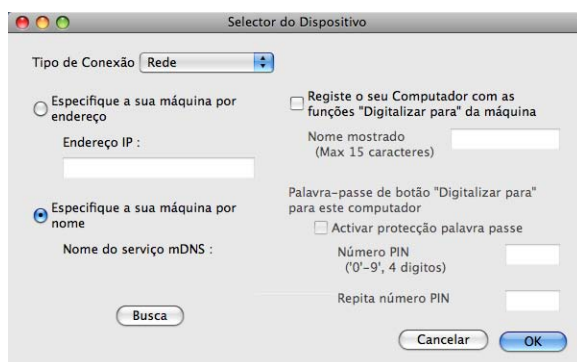 Selector do Dispositivo
Tipo de Conexão Rede
Especifique a sua máquina por
endereço
Endereço IP :
Especifique a sua máquina por
nome
Nome do serviço mDNS :
Busca
Registe o seu Computador com as
funções "Digitalizar para" da máquina
Nome mostrado
(Max 15 caracteres)
Palavra-passe de botão "Digitalizar para"
para este computador
Activar protecção palavra passe
Número PIN
('0'-9', 4 digitos)
Repita número PIN
Cancelar
OK